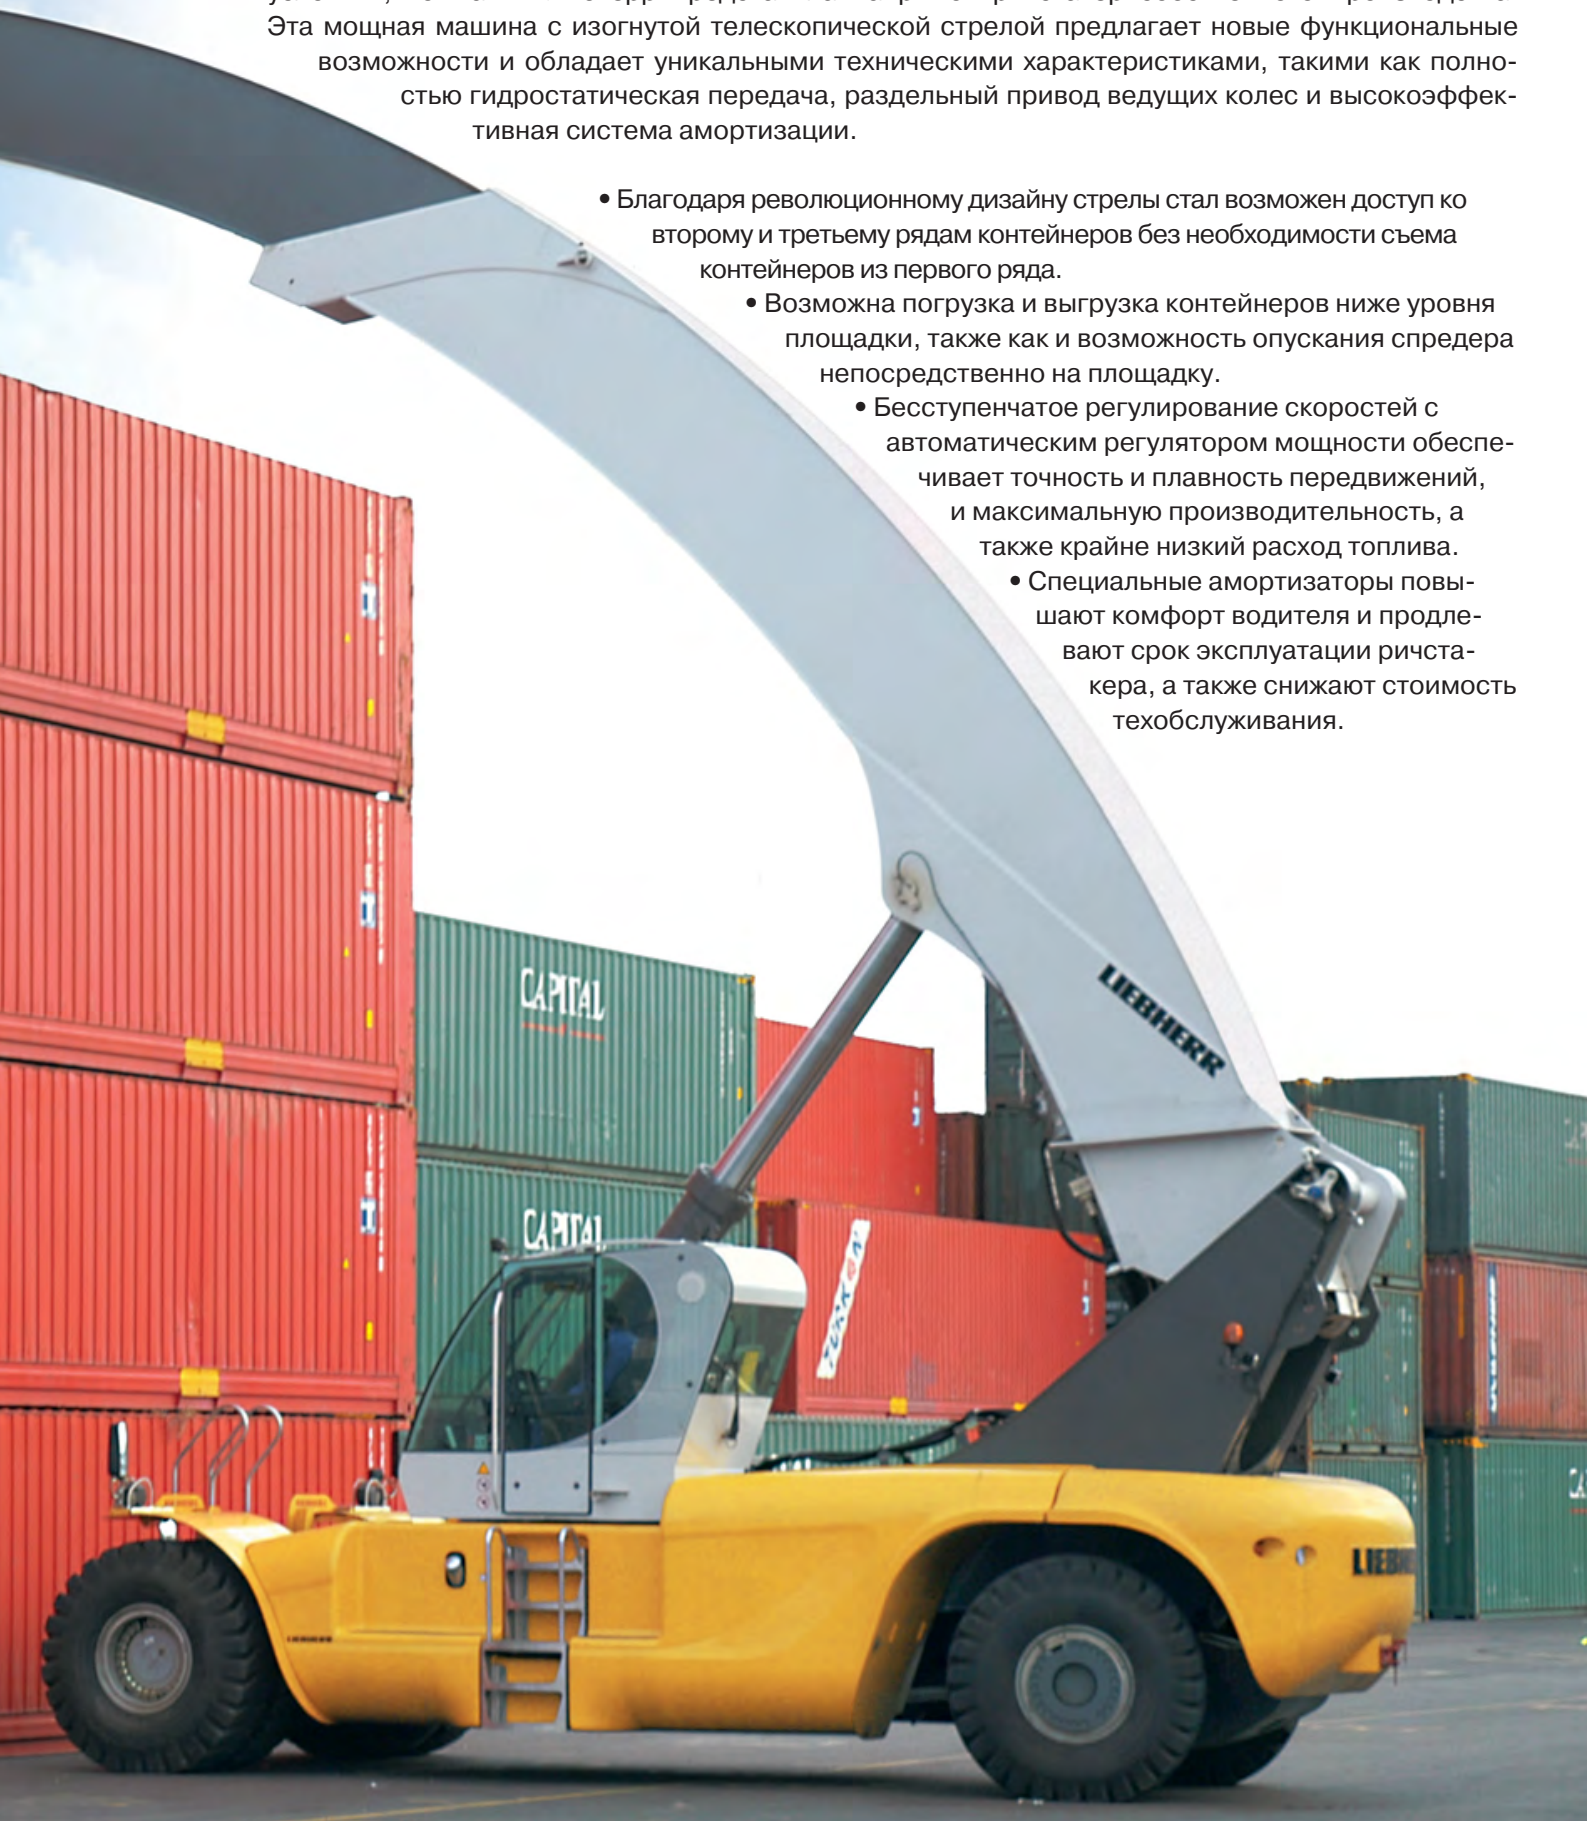 Эта мощная машина с изогнутой телескопической стрелой предлагает новые функциональные
возможности и обладает уникальными техническими характеристиками, такими как полно-
стью гидростатическая передача, раздельный привод ведущих колес и высокоэффек-
тивная система амортизации.
• Благодаря революционному дизайну стрелы стал возможен доступ ко
второму и третьему рядам контейнеров без необходимости съема
контейнеров из первого ряда.
• Возможна погрузка и выгрузка контейнеров ниже уровня
площадки, также как и возможность опускания спредера
непосредственно на площадку.
• Бесступенчатое регулирование скоростей с
автоматическим регулятором мощности обеспе-
чивает точность и плавность передвижений,
и максимальную производительность, а
также крайне низкий расход топлива.
• Специальные амортизаторы повы-
шают комфорт водителя и продле-
вают срок эксплуатации ричста-
кера, а также снижают стоимость
техобслуживания.
CAPITAL
LIEBHERR
CAPITAL
TURKON
LIEBH